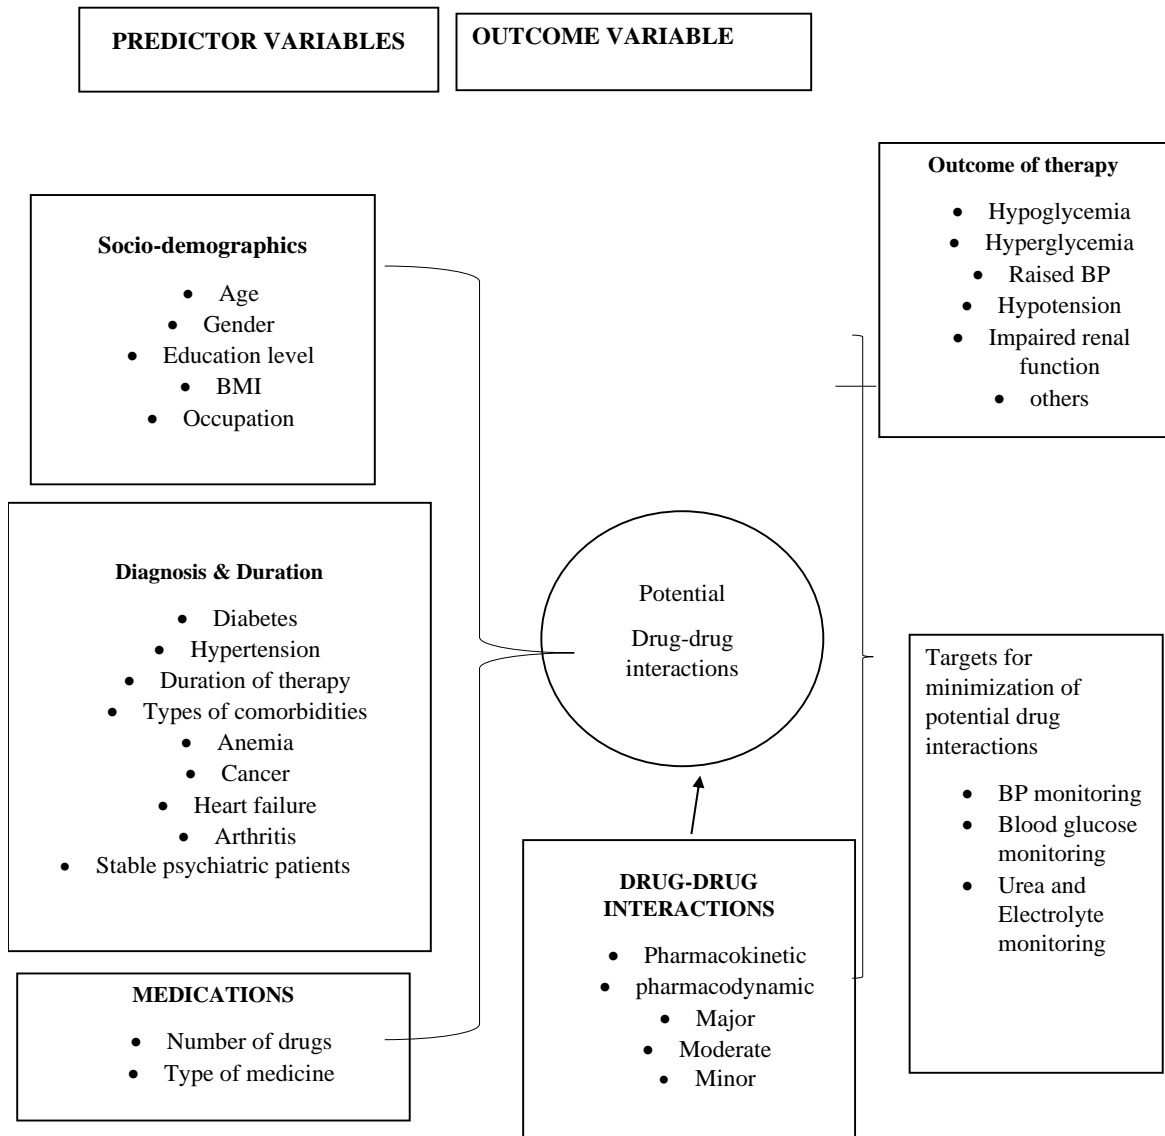 PREDICTOR VARIABLES
OUTCOME VARIABLE
Socio-demographics
● Age
● Gender
● Education level
● BMI
● Occupation
Diagnosis & Duration
● Diabetes
● Hypertension
● Duration of therapy
● Types of comorbidities
● Anemia
● Cancer
● Heart failure
● Arthritis
● Stable psychiatric patients
MEDICATIONS
● Number of drugs
● Type of medicine
Potential
Drug-drug
interactions
DRUG-DRUG
INTERACTIONS
● Pharmacokinetic
● pharmacodynamic
● Major
● Moderate
● Minor
Outcome of therapy
● Hypoglycemia
● Hyperglycemia
● Raised BP
● Hypotension
● Impaired renal
function
● others
Targets for
minimization of
potential drug
interactions
● BP monitoring
● Blood glucose
monitoring
● Urea and
Electrolyte
monitoring